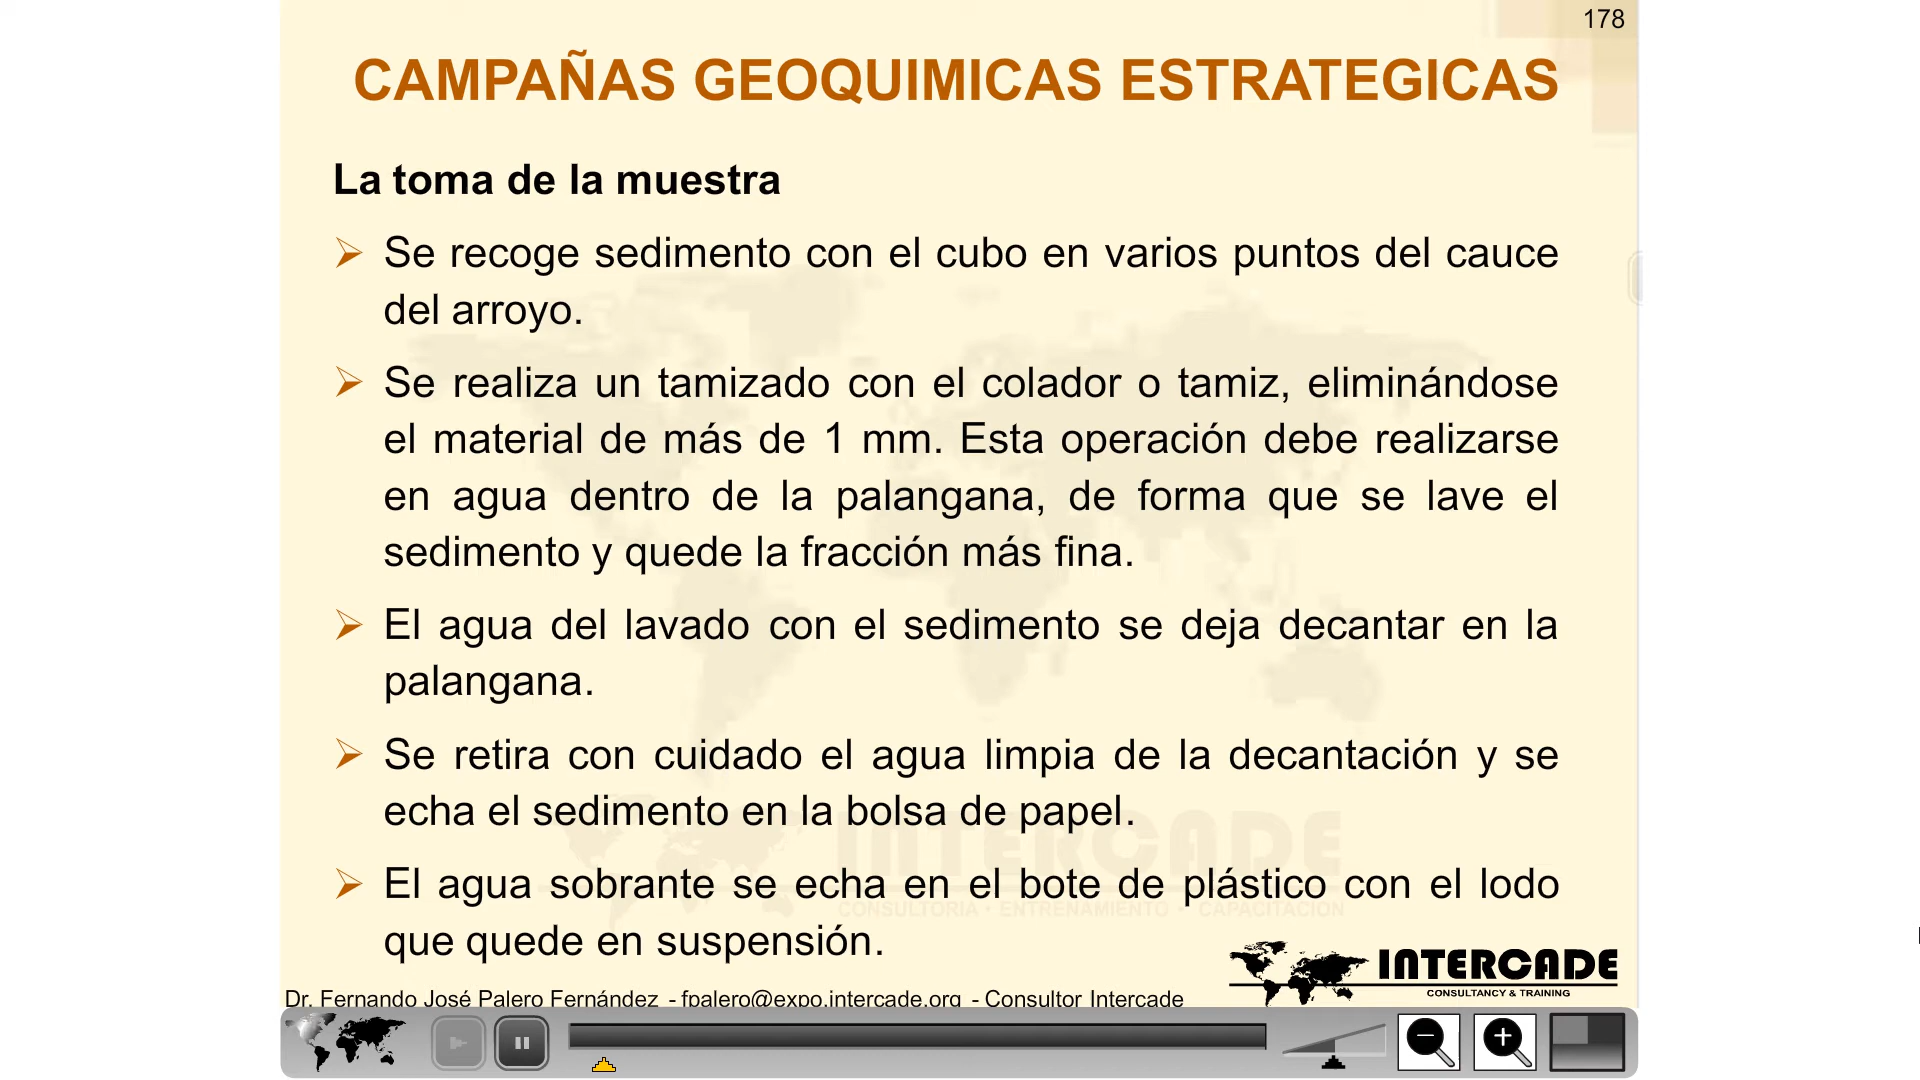 178
CAMPAÑAS GEOQUIMICAS ESTRATEGICAS
La toma de la muestra
Se recoge sedimento con el cubo en varios puntos del cauce
del arroyo.
Se realiza un tamizado con el colador o tamiz, eliminándose
el material de más de 1 mm. Esta operación debe realizarse
en agua dentro de la palangana, de forma que se lave el
sedimento y quede la fracción más fina.
El agua del lavado con el sedimento se deja decantar en la
palangana.
Se retira con cuidado el agua limpia de la decantación y se
echa el sedimento en la bolsa de papel.
INTERCADE
El agua sobrante se echa en el bote de plástico con el lodo
CONSULTORIA • ENTRENAMIENTO • CAPACITACION
que quede en suspensión.
INTERCADE
CONSULTANCY & TRAINING
Dr. Fernando José Palero Fernández - fpalero@expo.intercade.org - Consultor Intercade